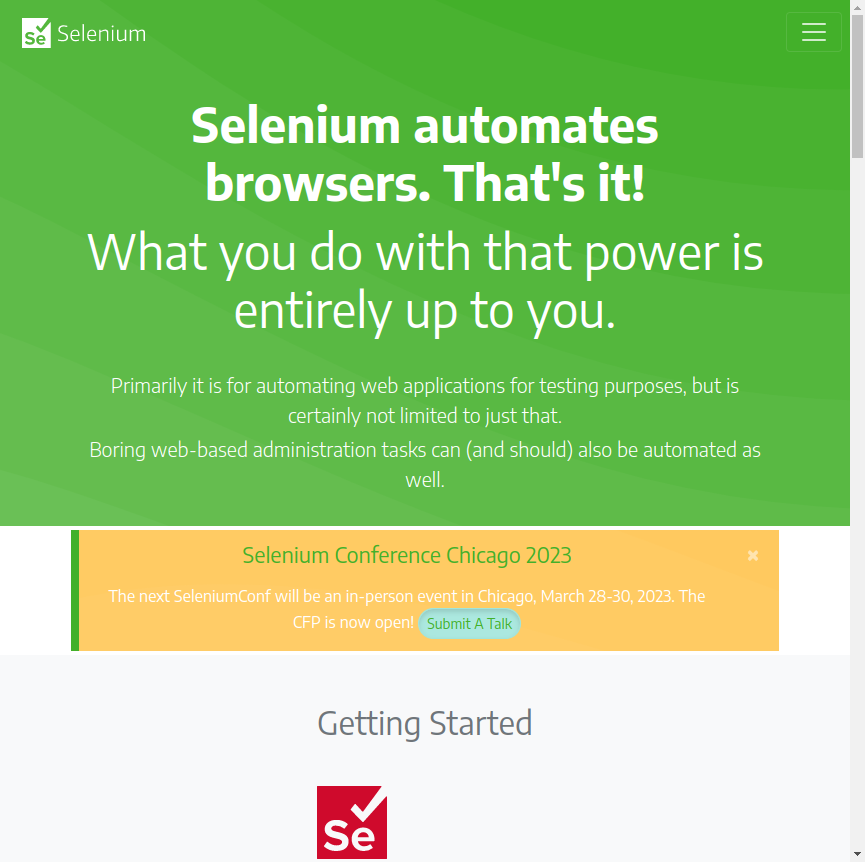 Se Selenium
Selenium automates
browsers. That's it!
What you do with that power is
entirely up to you.
Primarily it is for automating web applications for testing purposes, but is
certainly not limited to just that.
Boring web-based administration tasks can (and should) also be automated as
well.
Selenium Conference Chicago 2023
The next SeleniumConf will be an in-person event in Chicago, March 28-30, 2023. The
CFP is now open! Submit A Talk
Getting Started
Se